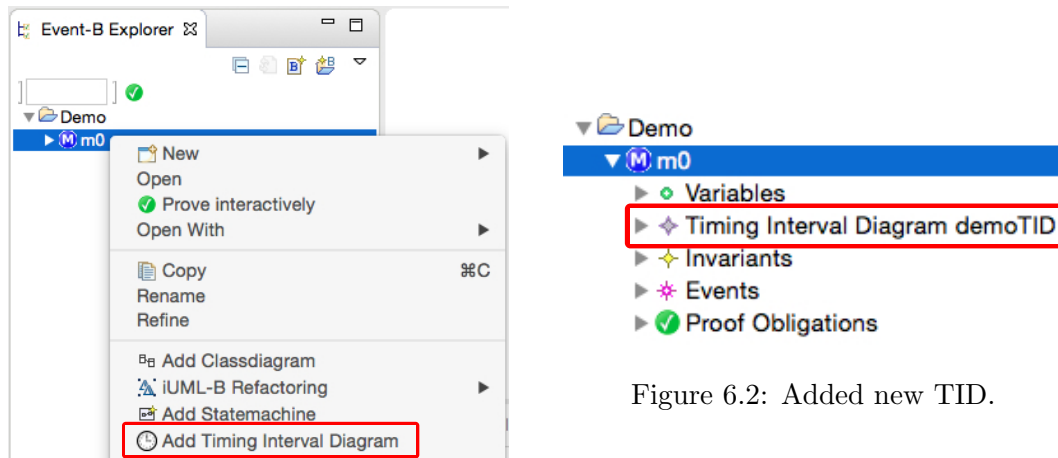 Event-B Explorer
Demo
m0
New
Open
Prove interactively
Open With
Copy ⌘C
Rename
Refine
Add Classdiagram
iUML-B Refactoring
Add Statemachine
Add Timing Interval Diagram
Demo
m0
Variables
Timing Interval Diagram demoTID
Invariants
Events
Proof Obligations
Figure 6.2: Added new TID.